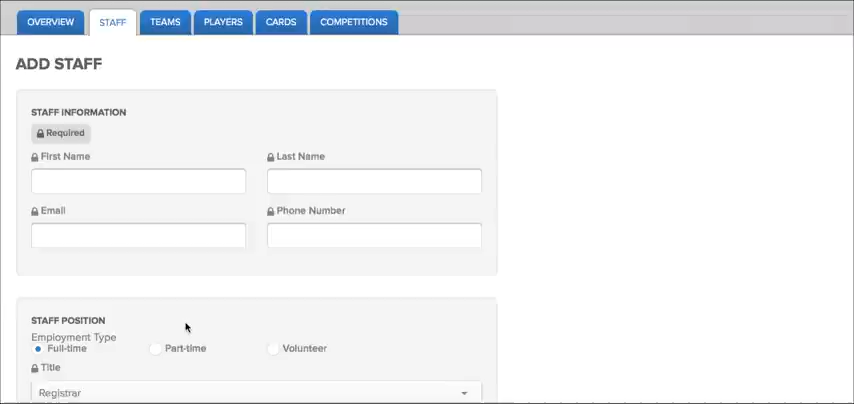 OVERVIEW STAFF TEAMS PLAYERS CARDS COMPETITIONS
ADD STAFF
STAFF INFORMATION
Required
First Name Last Name
Email Phone Number
STAFF POSITION
Employment Type
Full-time Part-time Volunteer
Title
Registrar